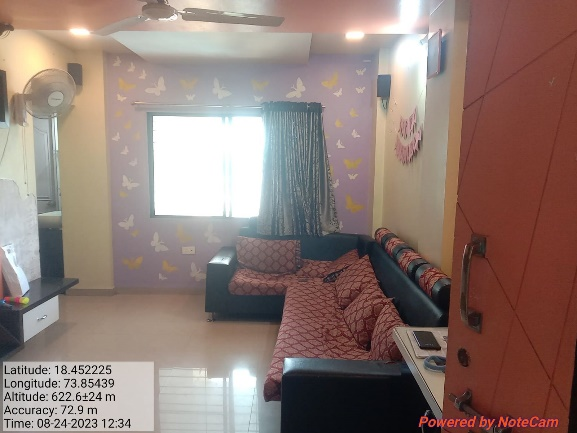 Latitude: 18.452225
Longitude: 73.85439
Altitude: 622.6±24 m
Accuracy: 72.9 m
Time: 08-24-2023 12:34
Powered by NoteCam